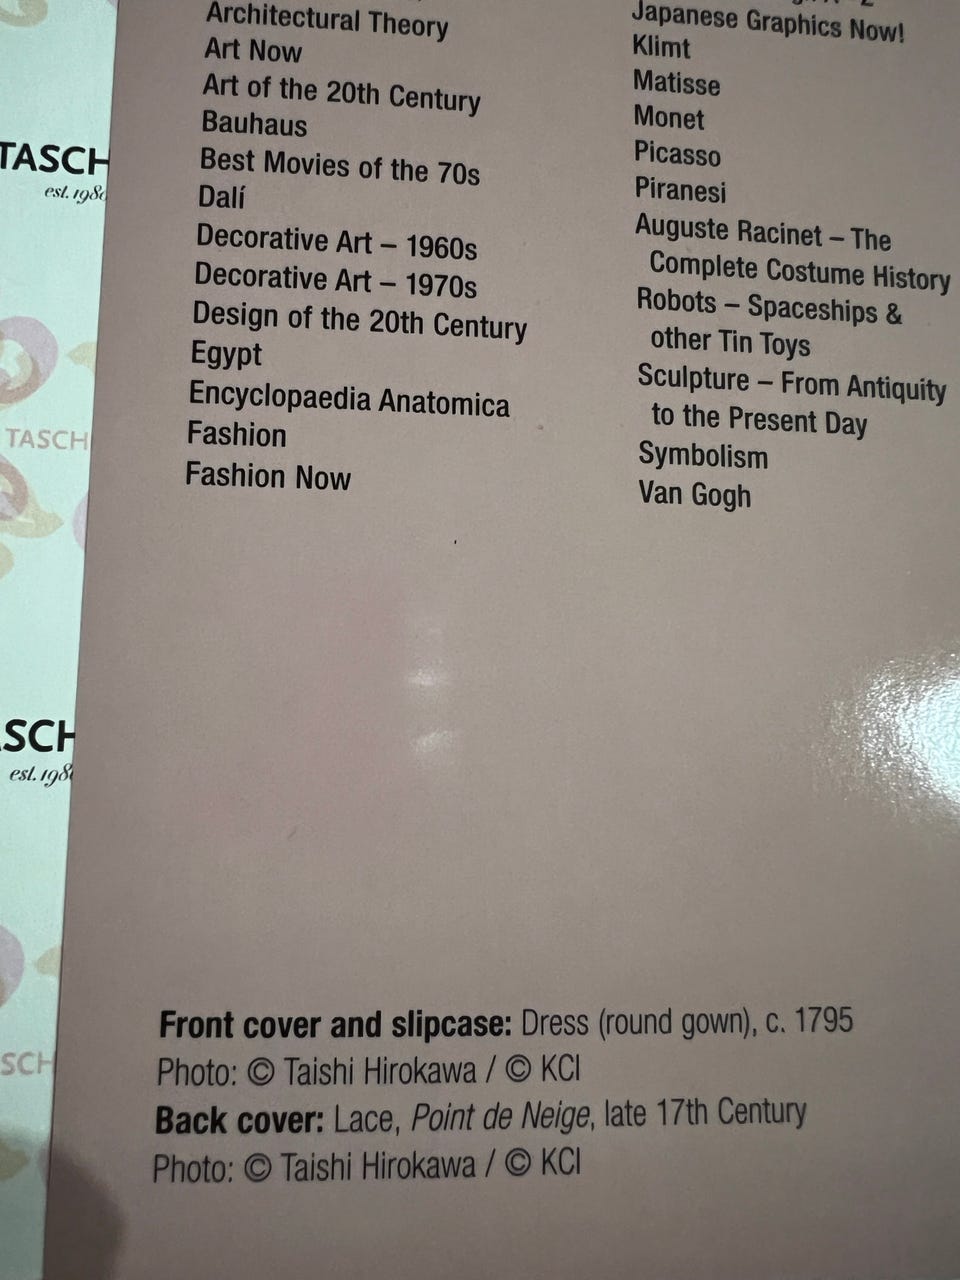 Architectural Theory
Art Now
Art of the 20th Century
Bauhaus
Best Movies of the 70s
Dalí
Decorative Art – 1960s
Decorative Art – 1970s
Design of the 20th Century
Egypt
Encyclopaedia Anatomica
Fashion
Fashion Now
Japanese Graphics Now!
Klimt
Matisse
Monet
Picasso
Piranesi
Auguste Racinet – The
Complete Costume History
Robots – Spaceships &
other Tin Toys
Sculpture – From Antiquity
to the Present Day
Symbolism
Van Gogh
Front cover and slipcase: Dress (round gown), c. 1795
Photo: © Taishi Hirokawa / © KCI
Back cover: Lace, Point de Neige, late 17th Century
Photo: © Taishi Hirokawa / © KCI
TASCH
est. 198
TASCH
SCH
est. 198
SCH